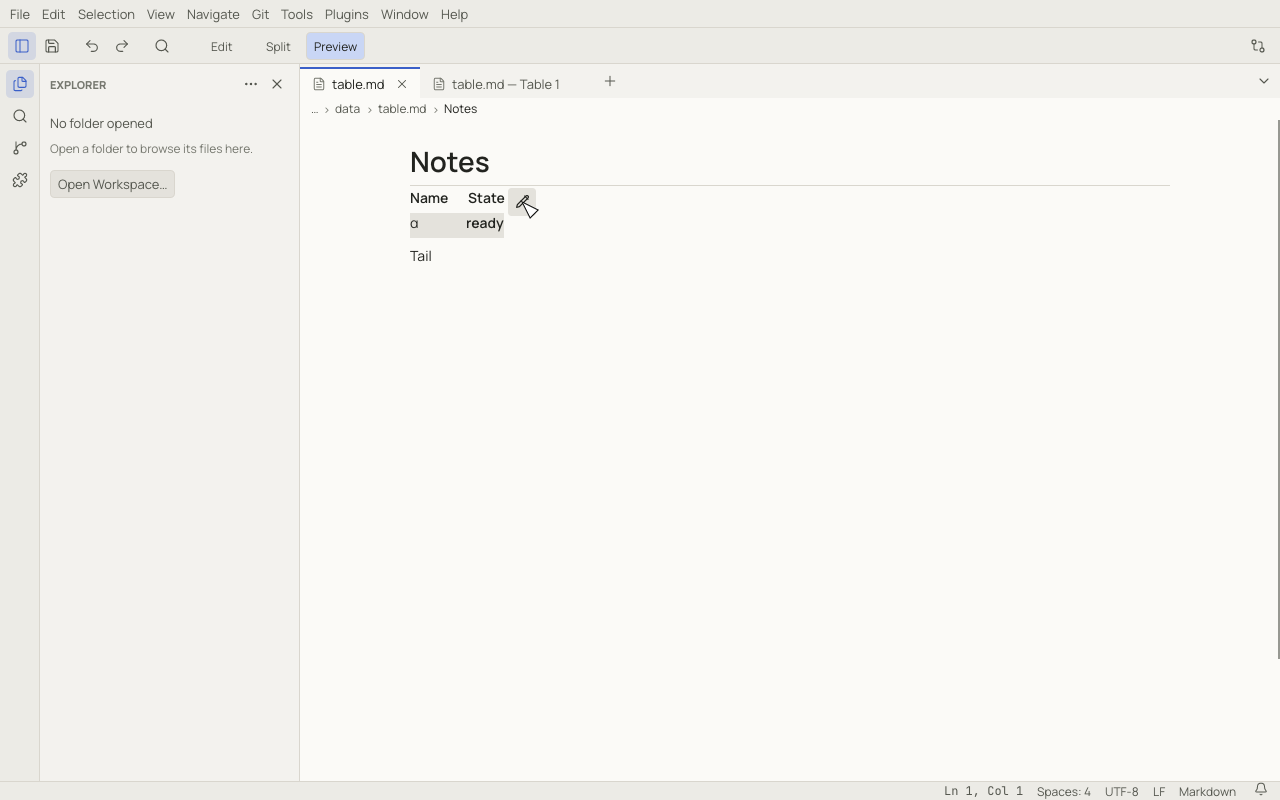 File Edit Selection View Navigate Git Tools Plugins Window Help
Edit Split Preview
EXPLORER
No folder opened
Open a folder to browse its files here.
Open Workspace...
table.md
table.md — Table 1
... › data › table.md › Notes
Notes
Name State
a ready
Tail
Ln 1, Col 1 Spaces: 4 UTF-8 LF Markdown